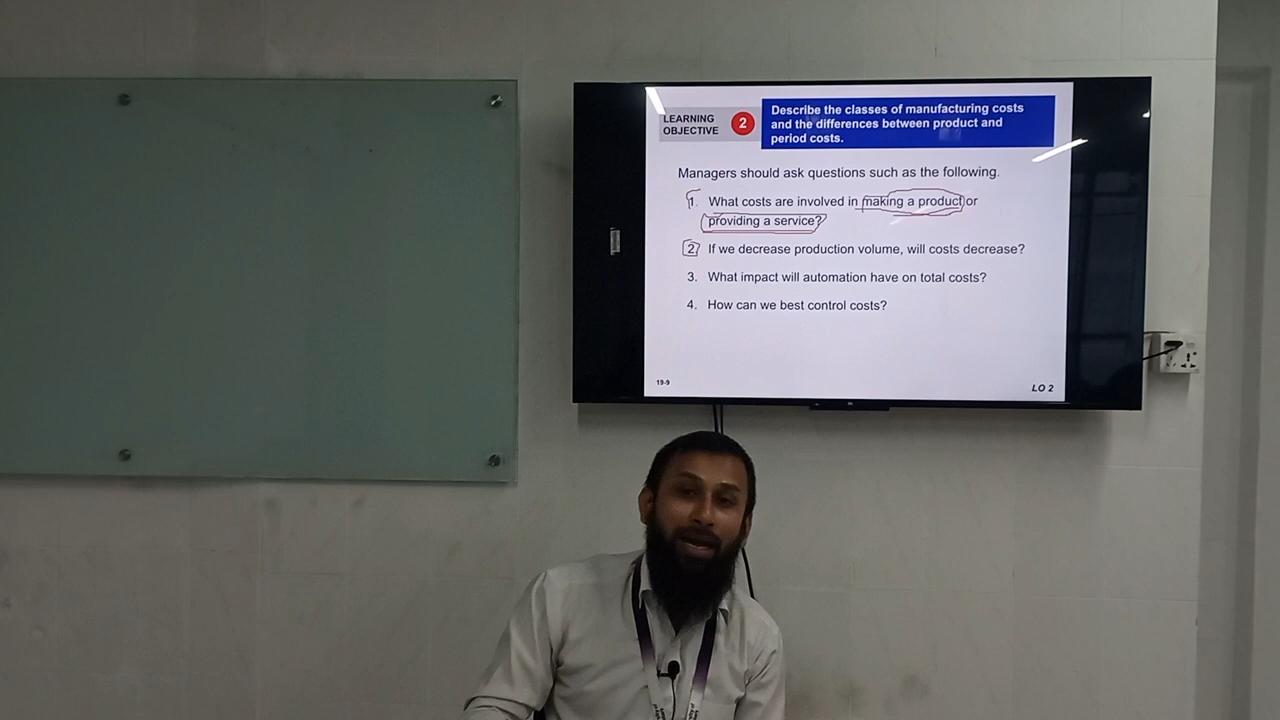 LEARNING
OBJECTIVE
2
Describe the classes of manufacturing costs
and the differences between product and
period costs.
Managers should ask questions such as the following.
1. What costs are involved in making a product or
providing a service?
2. If we decrease production volume, will costs decrease?
3. What impact will automation have on total costs?
4. How can we best control costs?
19-9
LO 2